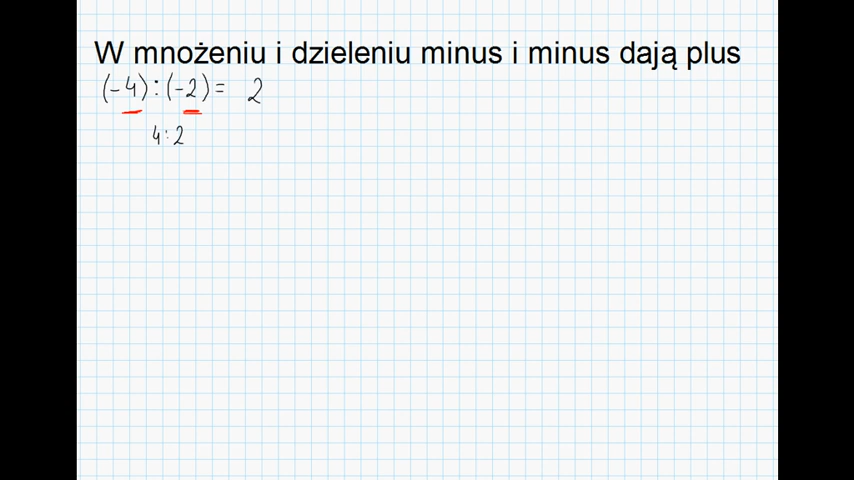 W mnożeniu i dzieleniu minus i minus dają plus
(-4):(-2)= 2
4:2